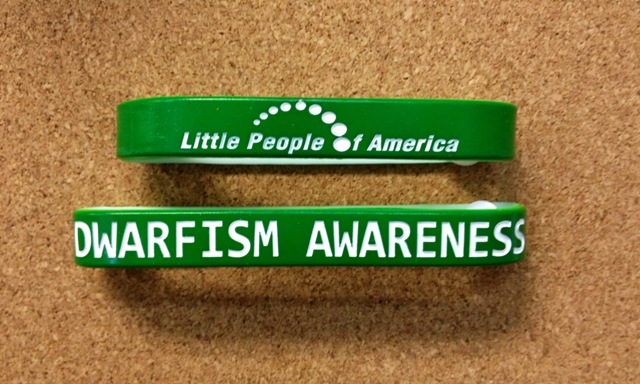 Little People of America
DWARFISM AWARENESS